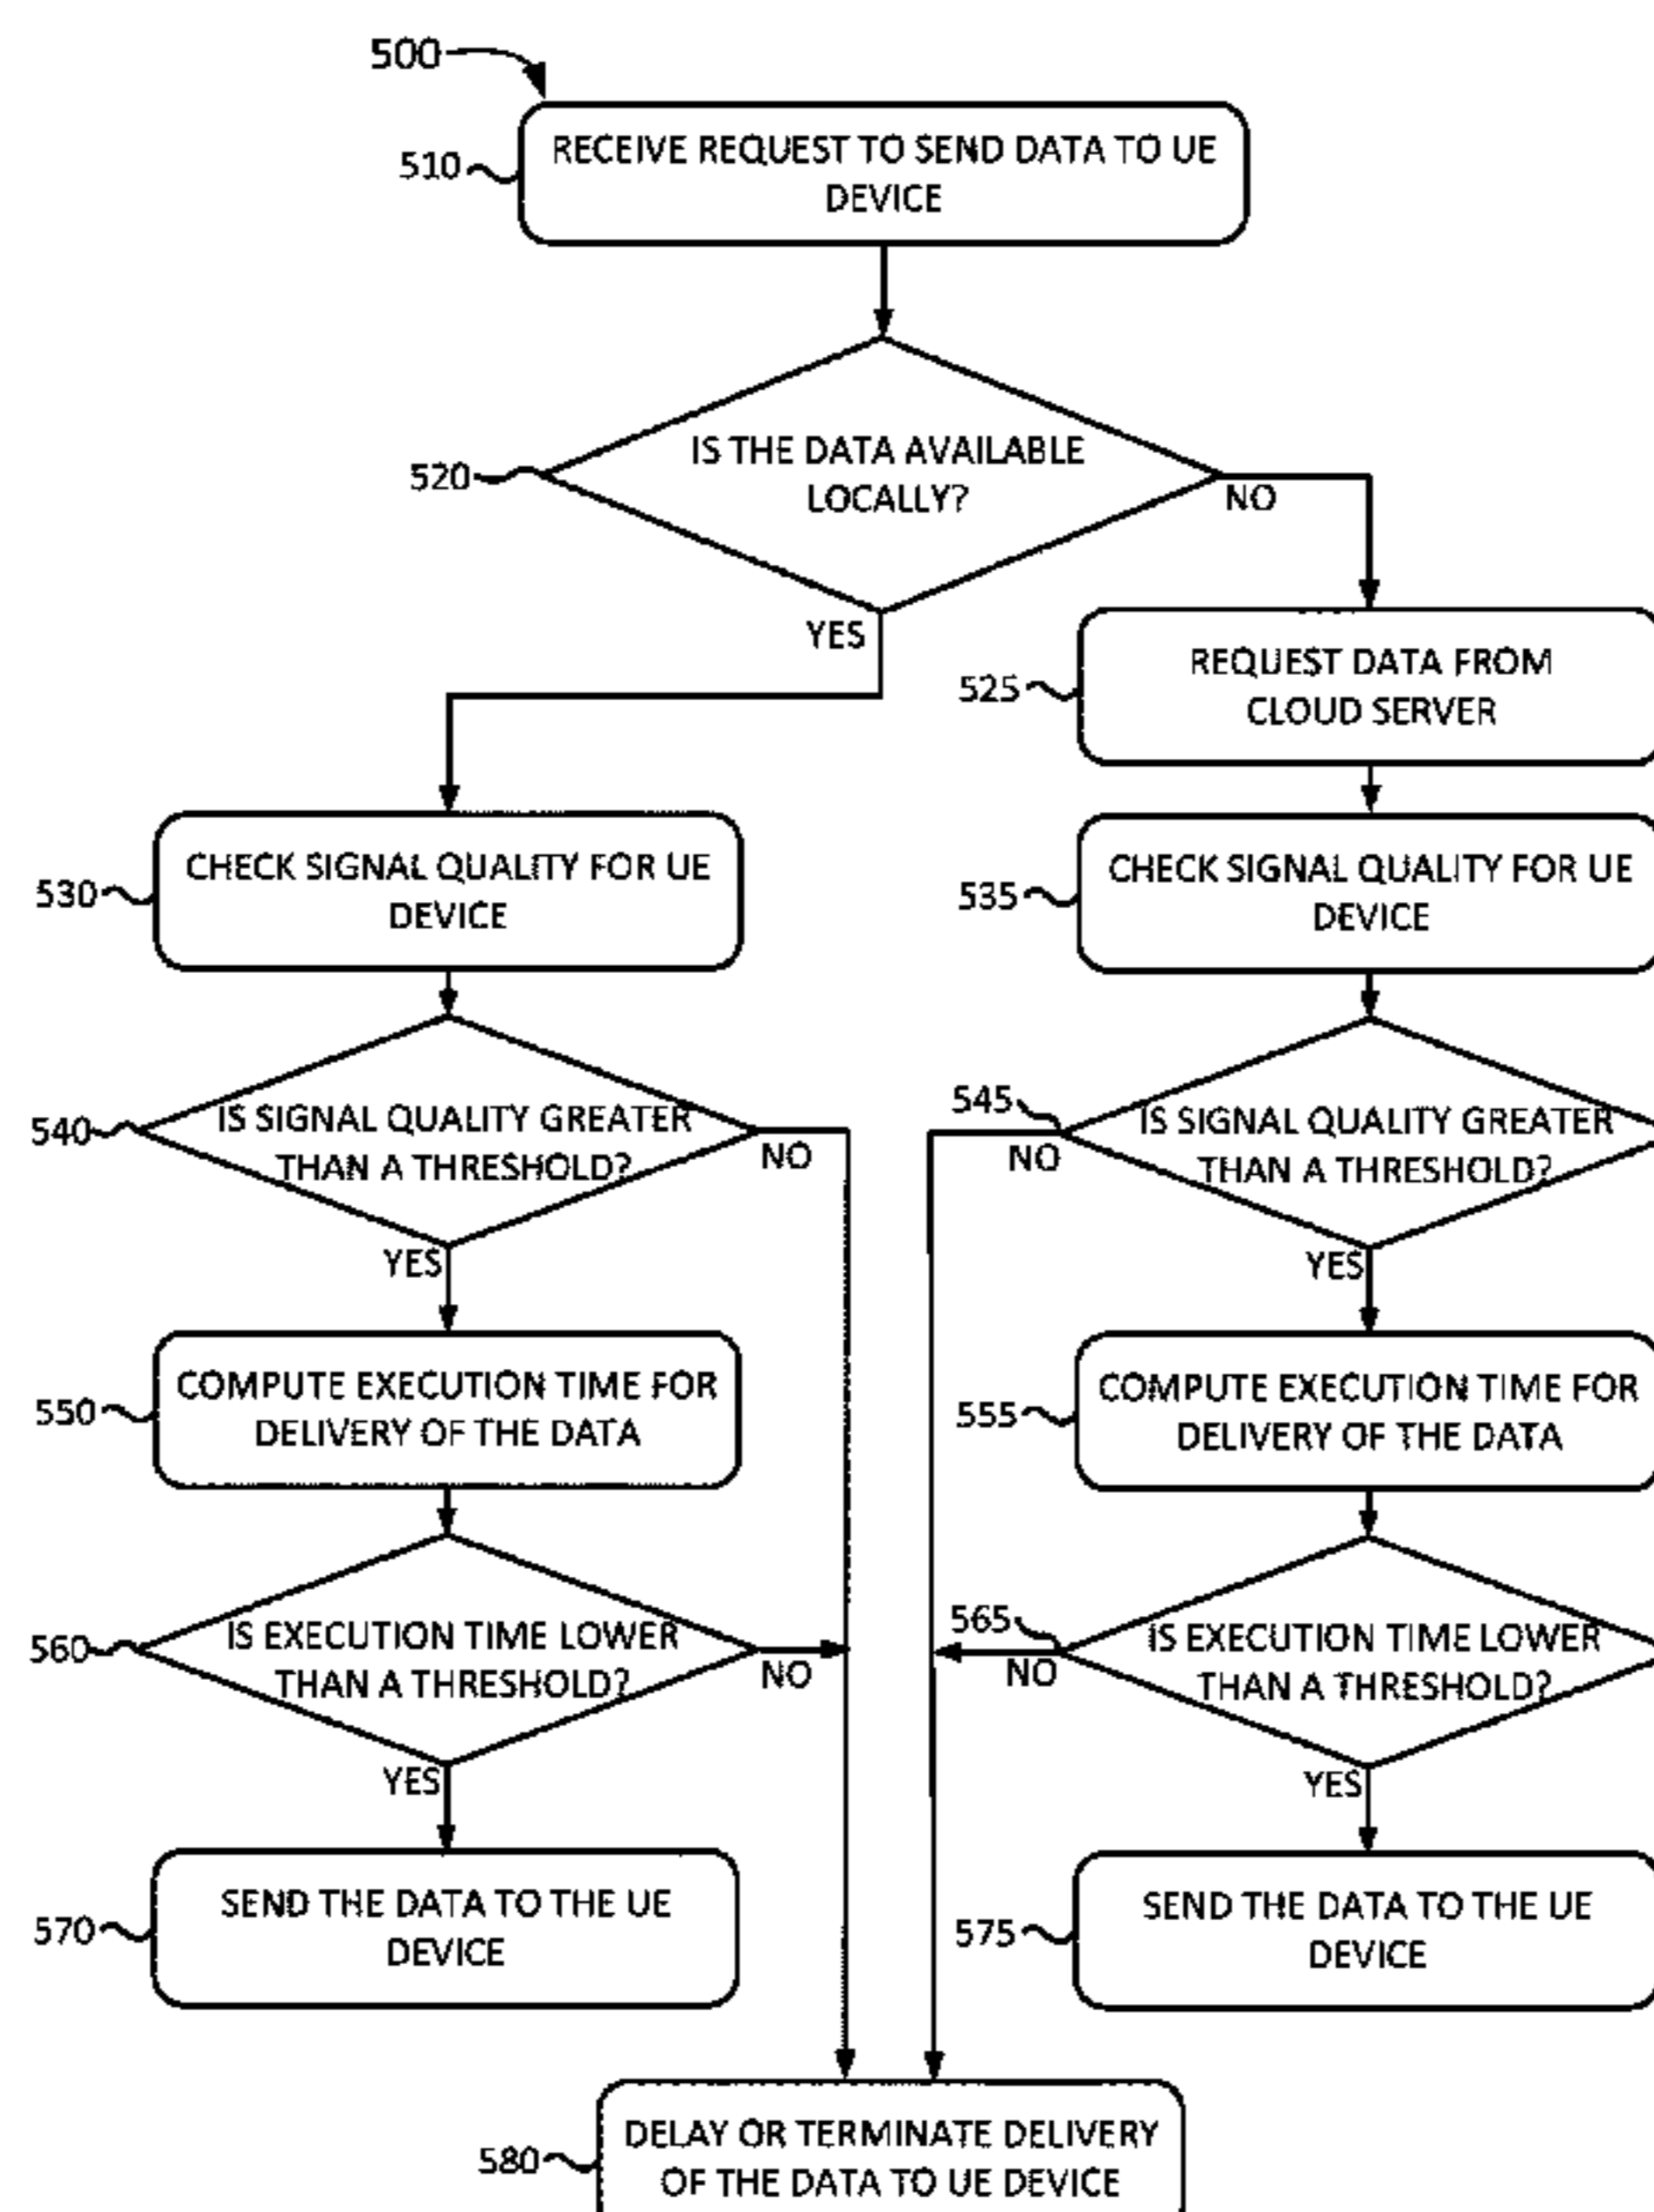 500
510
RECEIVE REQUEST TO SEND DATA TO UE
DEVICE
520
IS THE DATA AVAILABLE
LOCALLY?
NO
YES
525
REQUEST DATA FROM
CLOUD SERVER
530
CHECK SIGNAL QUALITY FOR UE
DEVICE
535
CHECK SIGNAL QUALITY FOR UE
DEVICE
540
IS SIGNAL QUALITY GREATER
THAN A THRESHOLD?
NO
YES
545
IS SIGNAL QUALITY GREATER
THAN A THRESHOLD?
NO
YES
550
COMPUTE EXECUTION TIME FOR
DELIVERY OF THE DATA
555
COMPUTE EXECUTION TIME FOR
DELIVERY OF THE DATA
560
IS EXECUTION TIME LOWER
THAN A THRESHOLD?
NO
YES
565
IS EXECUTION TIME LOWER
THAN A THRESHOLD?
NO
YES
570
SEND THE DATA TO THE UE
DEVICE
575
SEND THE DATA TO THE UE
DEVICE
580
DELAY OR TERMINATE DELIVERY
OF THE DATA TO UE DEVICE